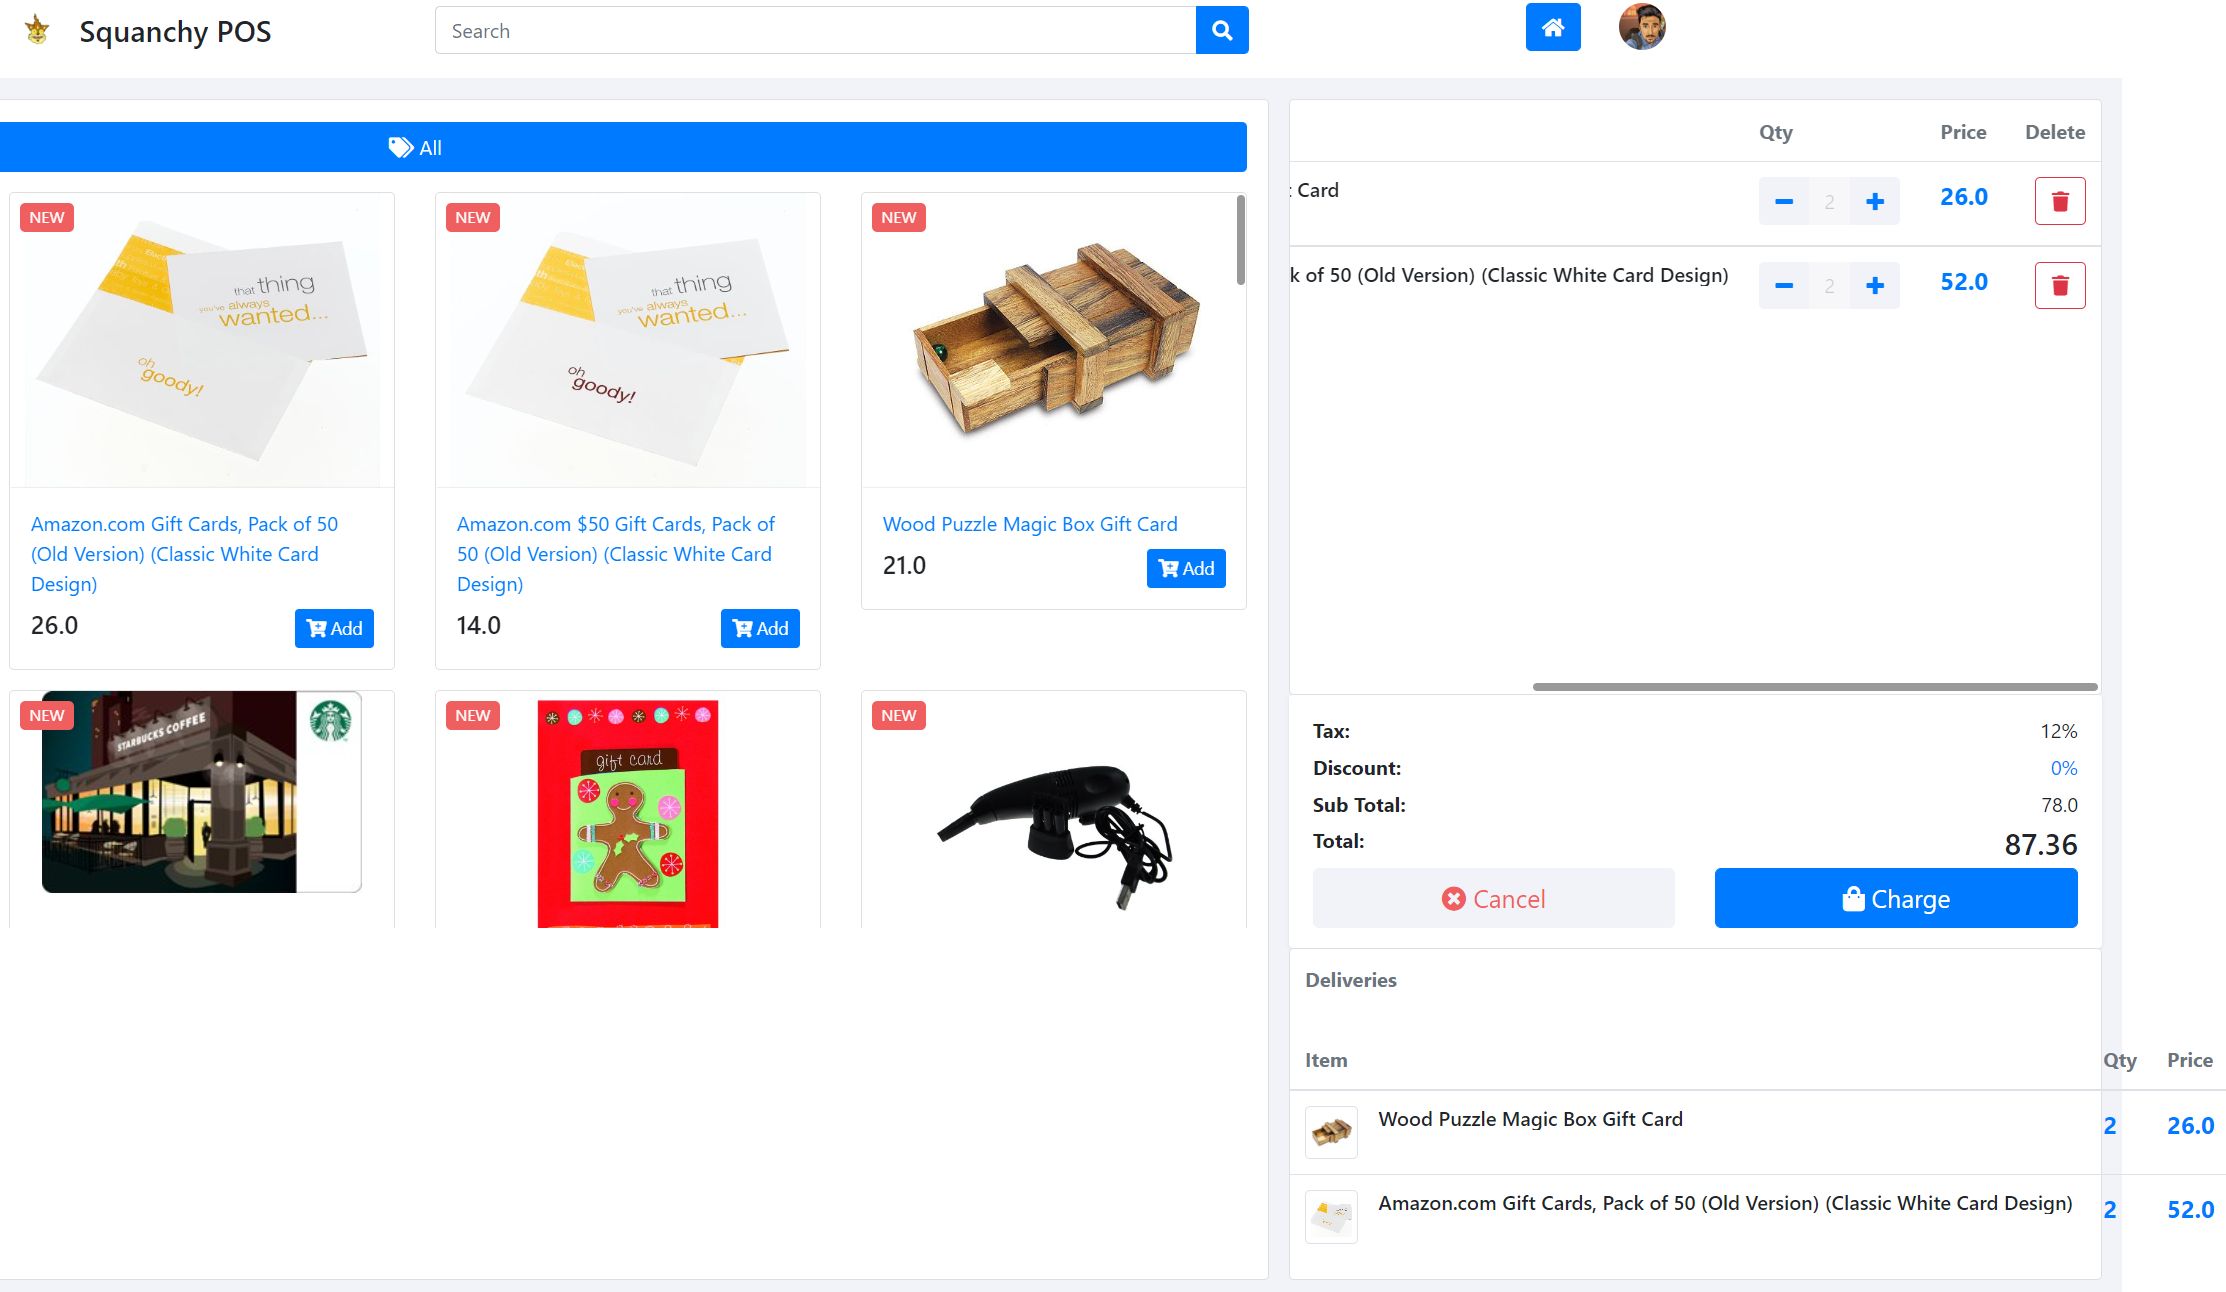 Squanchy POS
Search
All
NEW
that thing
you've always
wanted...
oh
goody!
Amazon.com Gift Cards, Pack of 50
(Old Version) (Classic White Card
Design)
26.0
Add
NEW
that thing
you've always
wanted...
oh
goody!
Amazon.com $50 Gift Cards, Pack of
50 (Old Version) (Classic White Card
Design)
14.0
Add
NEW
Wood Puzzle Magic Box Gift Card
21.0
Add
NEW
STARBUCKS COFFEE
NEW
gift card
NEW
Qty Price Delete
Card 2 26.0
k of 50 (Old Version) (Classic White Card Design) 2 52.0
Tax: 12%
Discount: 0%
Sub Total: 78.0
Total: 87.36
Cancel Charge
Deliveries
Item Qty Price
Wood Puzzle Magic Box Gift Card 2 26.0
Amazon.com Gift Cards, Pack of 50 (Old Version) (Classic White Card Design) 2 52.0